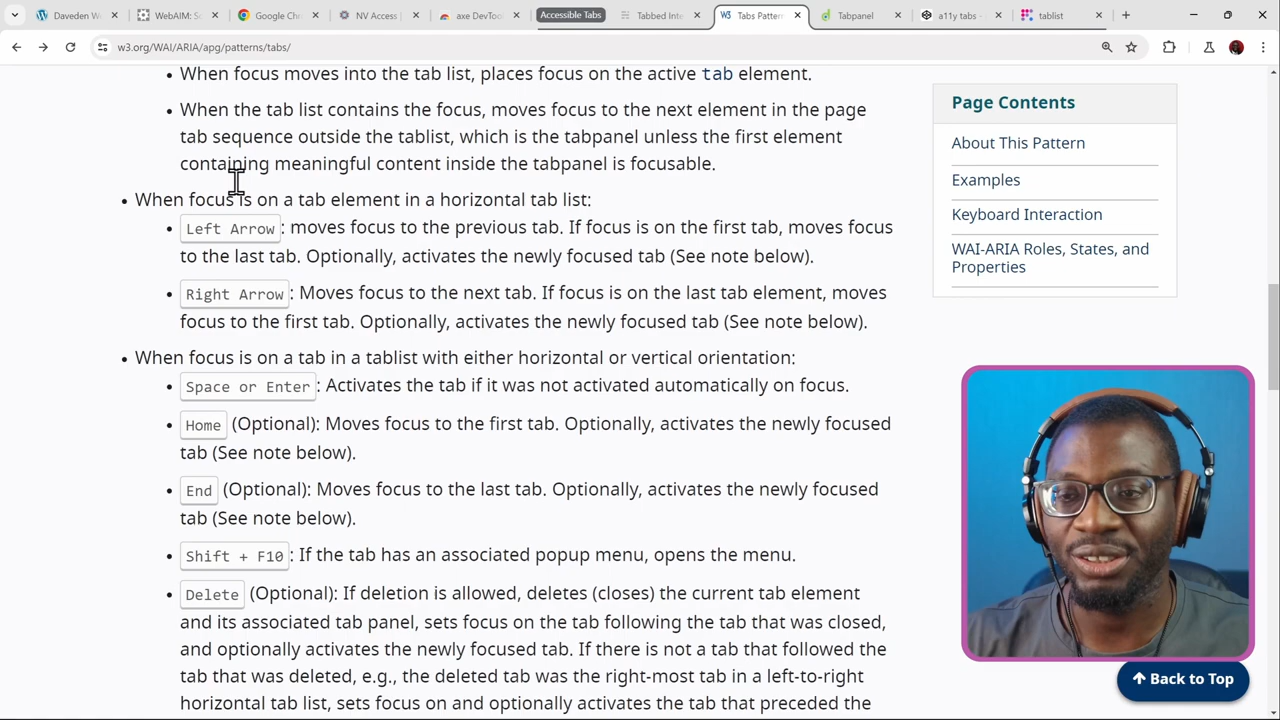 Daveden W
WebAIM: Sc
Google Ch
NV Access |
axe DevTool
Accessible Tabs
Tabbed Inte
Tabs Pattern
Tabpanel
a11y tabs -
tablist
w3.org/WAI/ARIA/apg/patterns/tabs/
• When focus moves into the tab list, places focus on the active tab element.
• When the tab list contains the focus, moves focus to the next element in the page
tab sequence outside the tablist, which is the tabpanel unless the first element
containing meaningful content inside the tabpanel is focusable.
• When focus is on a tab element in a horizontal tab list:
• Left Arrow: moves focus to the previous tab. If focus is on the first tab, moves focus
to the last tab. Optionally, activates the newly focused tab (See note below).
• Right Arrow: Moves focus to the next tab. If focus is on the last tab element, moves
focus to the first tab. Optionally, activates the newly focused tab (See note below).
• When focus is on a tab in a tablist with either horizontal or vertical orientation:
• Space or Enter: Activates the tab if it was not activated automatically on focus.
• Home (Optional): Moves focus to the first tab. Optionally, activates the newly focused
tab (See note below).
• End (Optional): Moves focus to the last tab. Optionally, activates the newly focused
tab (See note below).
• Shift + F10: If the tab has an associated popup menu, opens the menu.
• Delete (Optional): If deletion is allowed, deletes (closes) the current tab element
and its associated tab panel, sets focus on the tab following the tab that was closed,
and optionally activates the newly focused tab. If there is not a tab that followed the
tab that was deleted, e.g., the deleted tab was the right-most tab in a left-to-right
horizontal tab list, sets focus on and optionally activates the tab that preceded the
Page Contents
About This Pattern
Examples
Keyboard Interaction
WAI-ARIA Roles, States, and
Properties
Back to Top